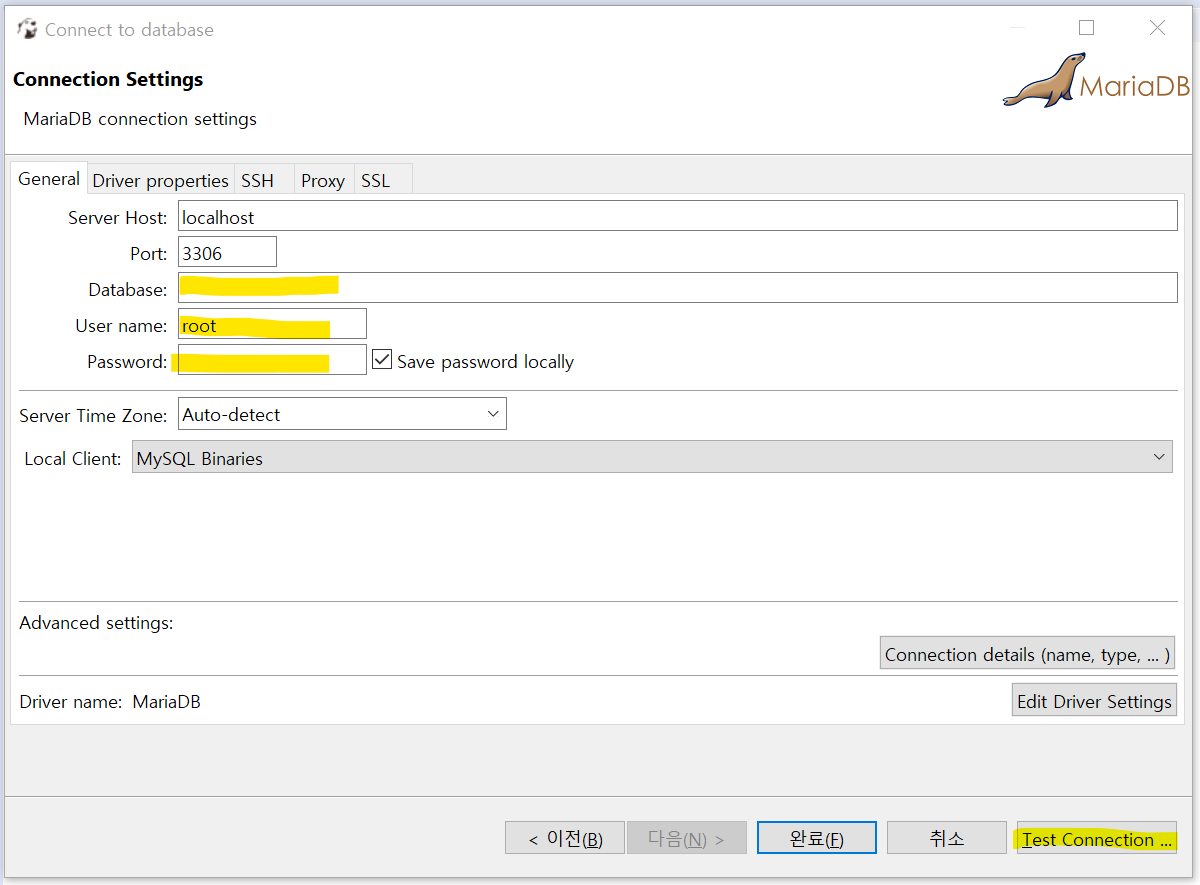 Connect to database
Connection Settings
MariaDB connection settings
MariaDB
General Driver properties SSH Proxy SSL
Server Host: localhost
Port: 3306
Database:
User name: root
Password: Save password locally
Server Time Zone: Auto-detect
Local Client: MySQL Binaries
Advanced settings:
Connection details (name, type, ... )
Driver name: MariaDB Edit Driver Settings
< 이전(B) 다음(N) > 완료(F) 취소 Test Connection ...